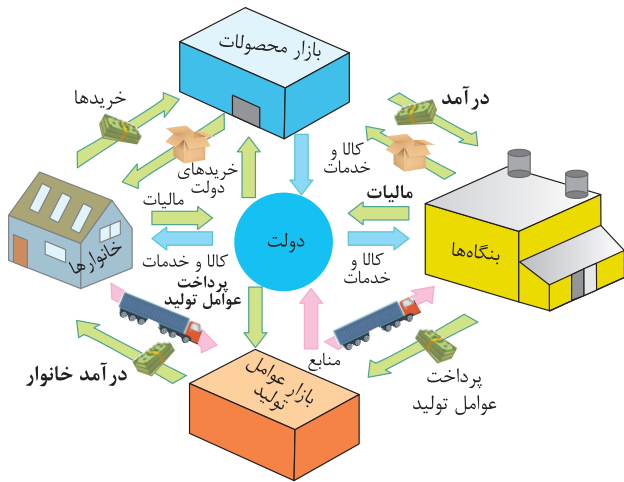 بازار محصولات
خریدها
درآمد
کالا و
خدمات
خریدهای
دولت
مالیات
مالیات
خانوارها
دولت
بنگاه‌ها
کالا و خدمات
کالا و
خدمات
پرداخت
عوامل تولید
منابع
درآمد خانوار
بازار عوامل
تولید
پرداخت
عوامل تولید